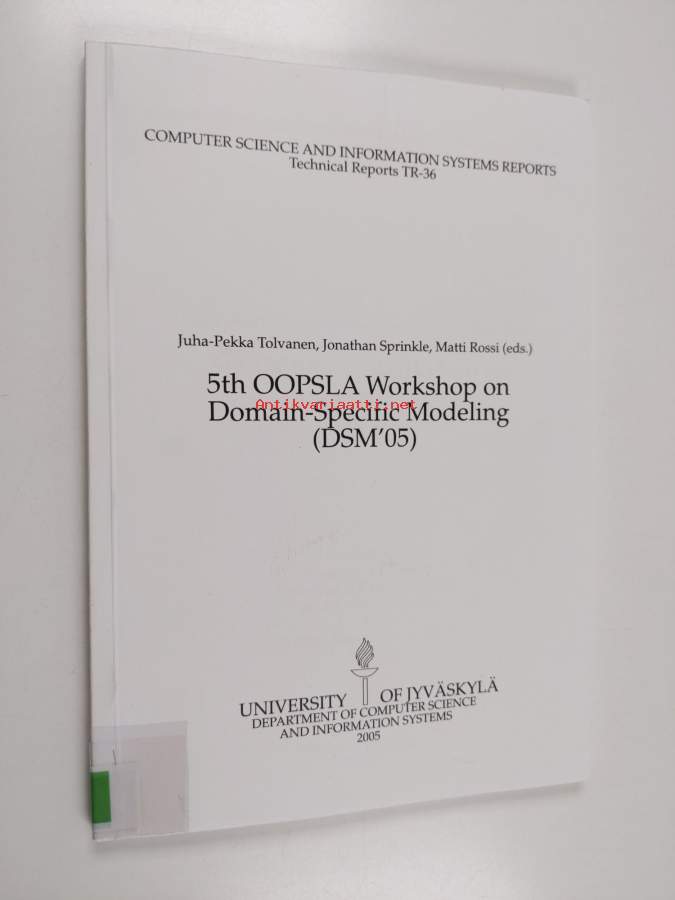 COMPUTER SCIENCE AND INFORMATION SYSTEMS REPORTS
Technical Reports TR-36
Juha-Pekka Tolvanen, Jonathan Sprinkle, Matti Rossi (eds.)
5th OOPSLA Workshop on
Antikvariaatti.net
Domain-Specific Modeling
(DSM'05)
UNIVERSITY OF JYVÄSKYLÄ
DEPARTMENT OF COMPUTER SCIENCE
AND INFORMATION SYSTEMS
2005